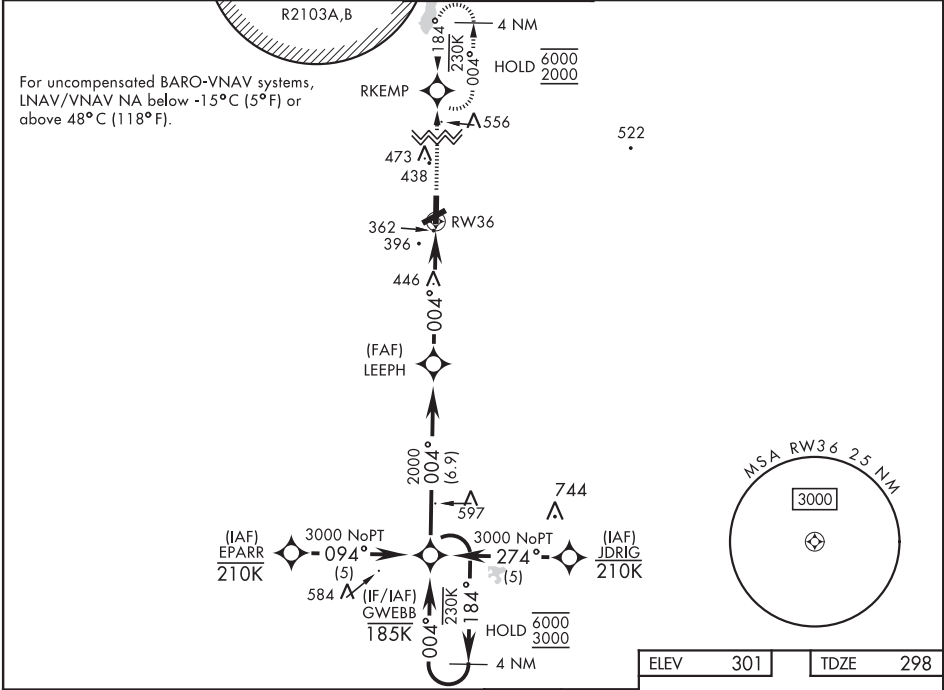 R2103A,B
For uncompensated BARO-VNAV systems,
LNAV/VNAV NA below -15°C (5°F) or
above 48°C (118°F).
184°
230K
004°
4 NM
HOLD 6000
2000
RKEMP
556
522
473
438
362
RW36
396
446
004°
(FAF)
LEEPH
2000
004°
(6.9)
597
744
(IAF)
EPARR
210K
3000 NoPT
094°
(5)
3000 NoPT
274°
(5)
(IAF)
JDRIG
210K
584
(IF/IAF)
GWEBB
185K
004°
230K
184°
HOLD 6000
3000
4 NM
MSA RW36 25 NM
3000
ELEV 301
TDZE 298